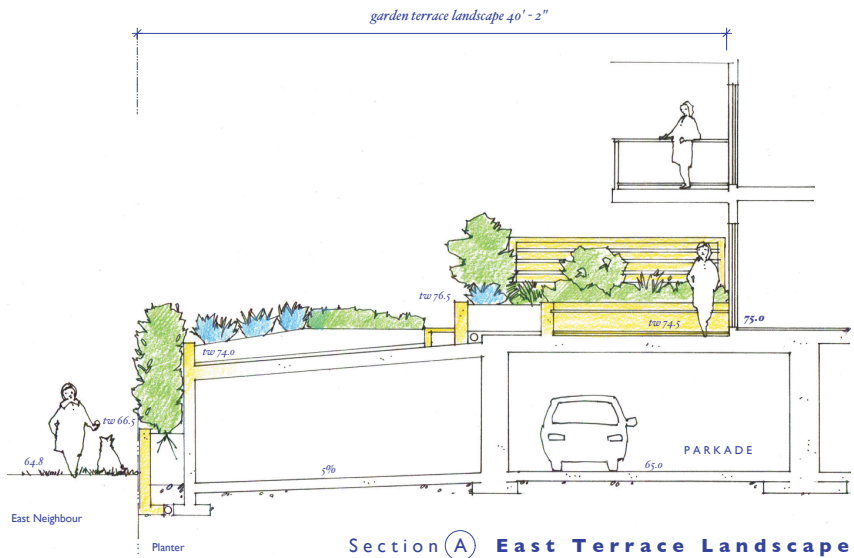 garden terrace landscape 40' - 2"
tw 76.5
tw 74.5
75.0
tw 74.0
tw 66.5
64.8
5%
65.0
PARKADE
East Neighbour
Planter
Section A East Terrace Landscape